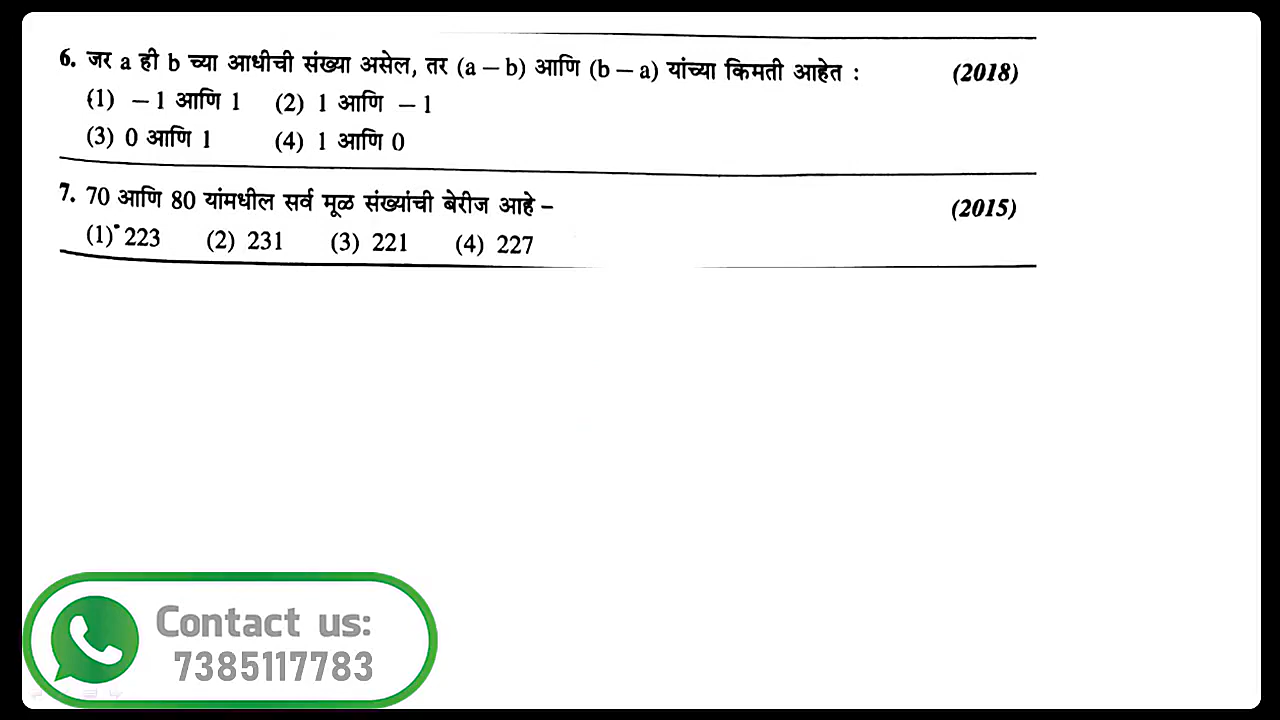 6. जर a ही b च्या आधीची संख्या असेल, तर (a – b) आणि (b – a) यांच्या किमती आहेत : (2018)
(1) – 1 आणि 1 (2) 1 आणि – 1
(3) 0 आणि 1 (4) 1 आणि 0
7. 70 आणि 80 यांमधील सर्व मूळ संख्यांची बेरीज आहे – (2015)
(1) 223 (2) 231 (3) 221 (4) 227
Contact us:
7385117783